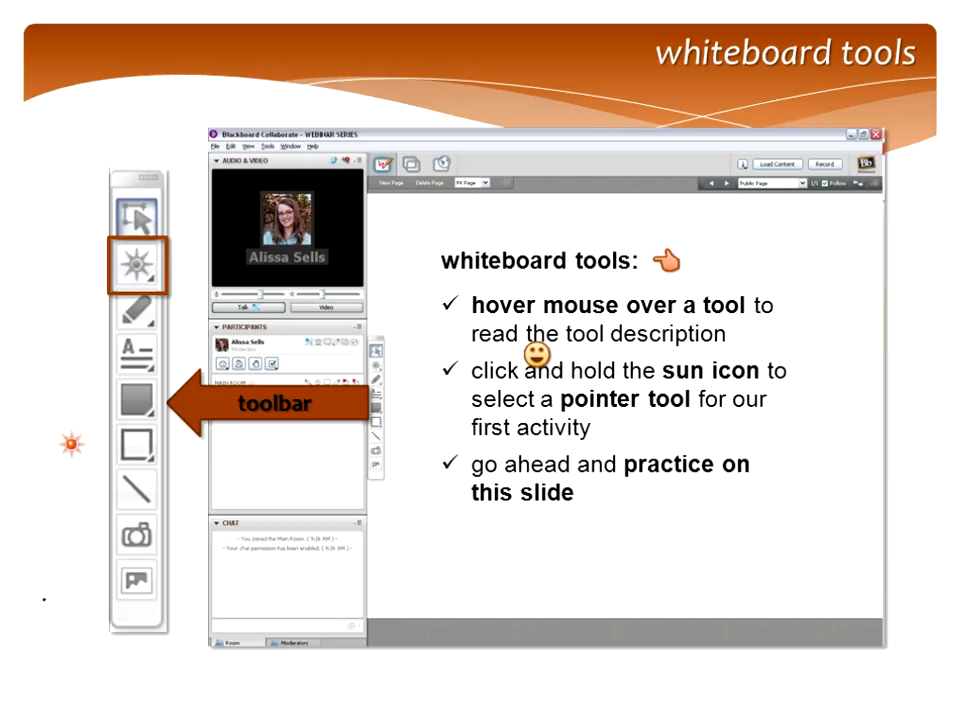 whiteboard tools
Blackboard Collaborate - WEBINAR SERIES
File Edit View Tools Window Help
AUDIO & VIDEO
Alissa Sells
Talk Video
PARTICIPANTS
Alissa Sells
Moderator
MAIN ROOM
CHAT
- You joined the Main Room. ( 9:26 AM ) -
- Your chat permission has been enabled. ( 9:26 AM ) -
Room Moderators
Load Content Record Bb
New Page Delete Page Fit Page Public Page 1/1 Follow
A
toolbar
whiteboard tools:
hover mouse over a tool to
read the tool description
click and hold the sun icon to
select a pointer tool for our
first activity
go ahead and practice on
this slide